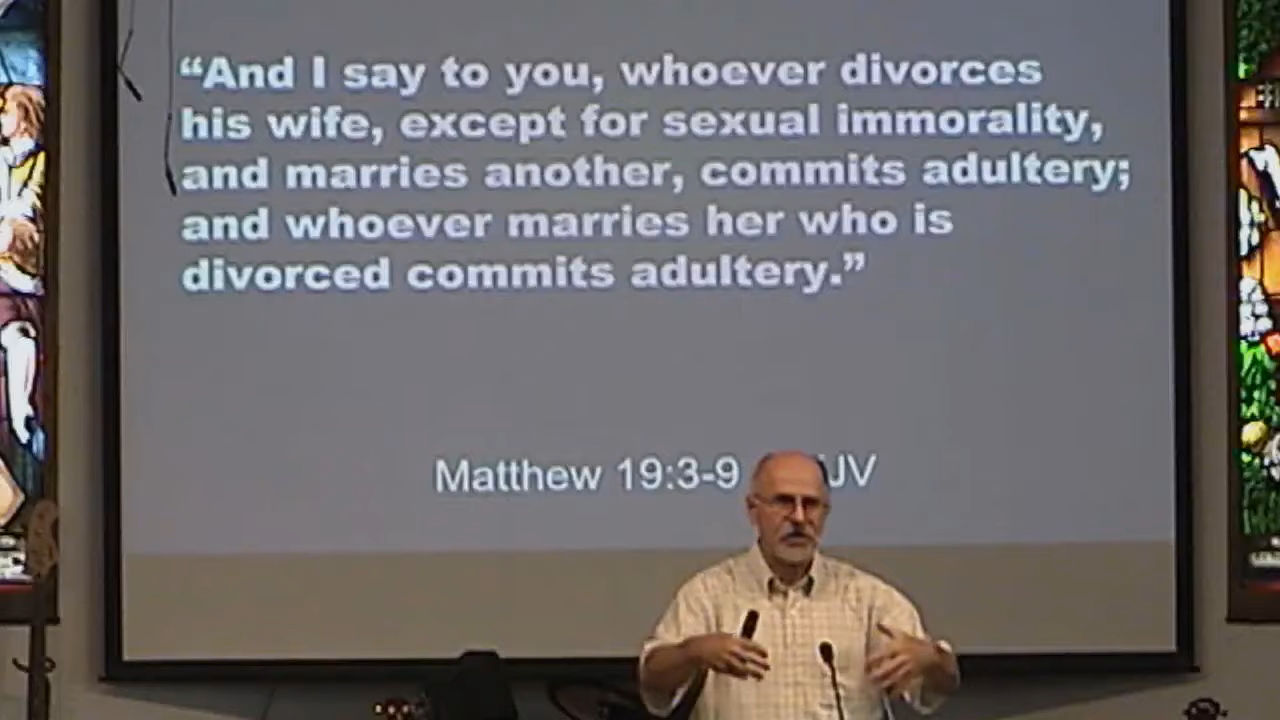 “And I say to you, whoever divorces
his wife, except for sexual immorality,
and marries another, commits adultery;
and whoever marries her who is
divorced commits adultery.”
Matthew 19:3-9